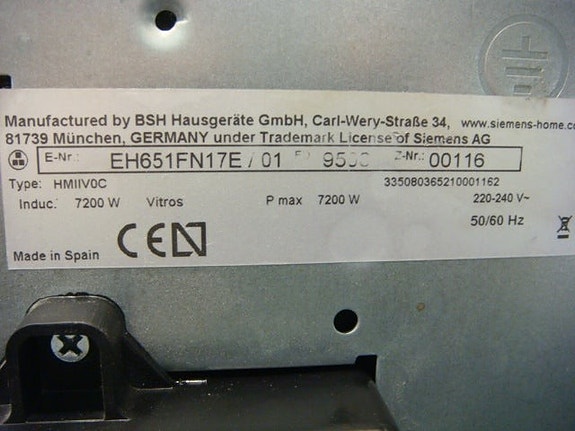 Manufactured by BSH Hausgeräte GmbH, Carl-Wery-Straße 34, www.siemens-home.c
81739 München, GERMANY under Trademark License of Siemens AG
E-Nr.: EH651FN17E / 01 Z-Nr.: 00116
Type: HMIIV0C 335080365210001162
Induc. 7200 W Vitros P max 7200 W 220-240 V~
50/60 Hz
Made in Spain CE N